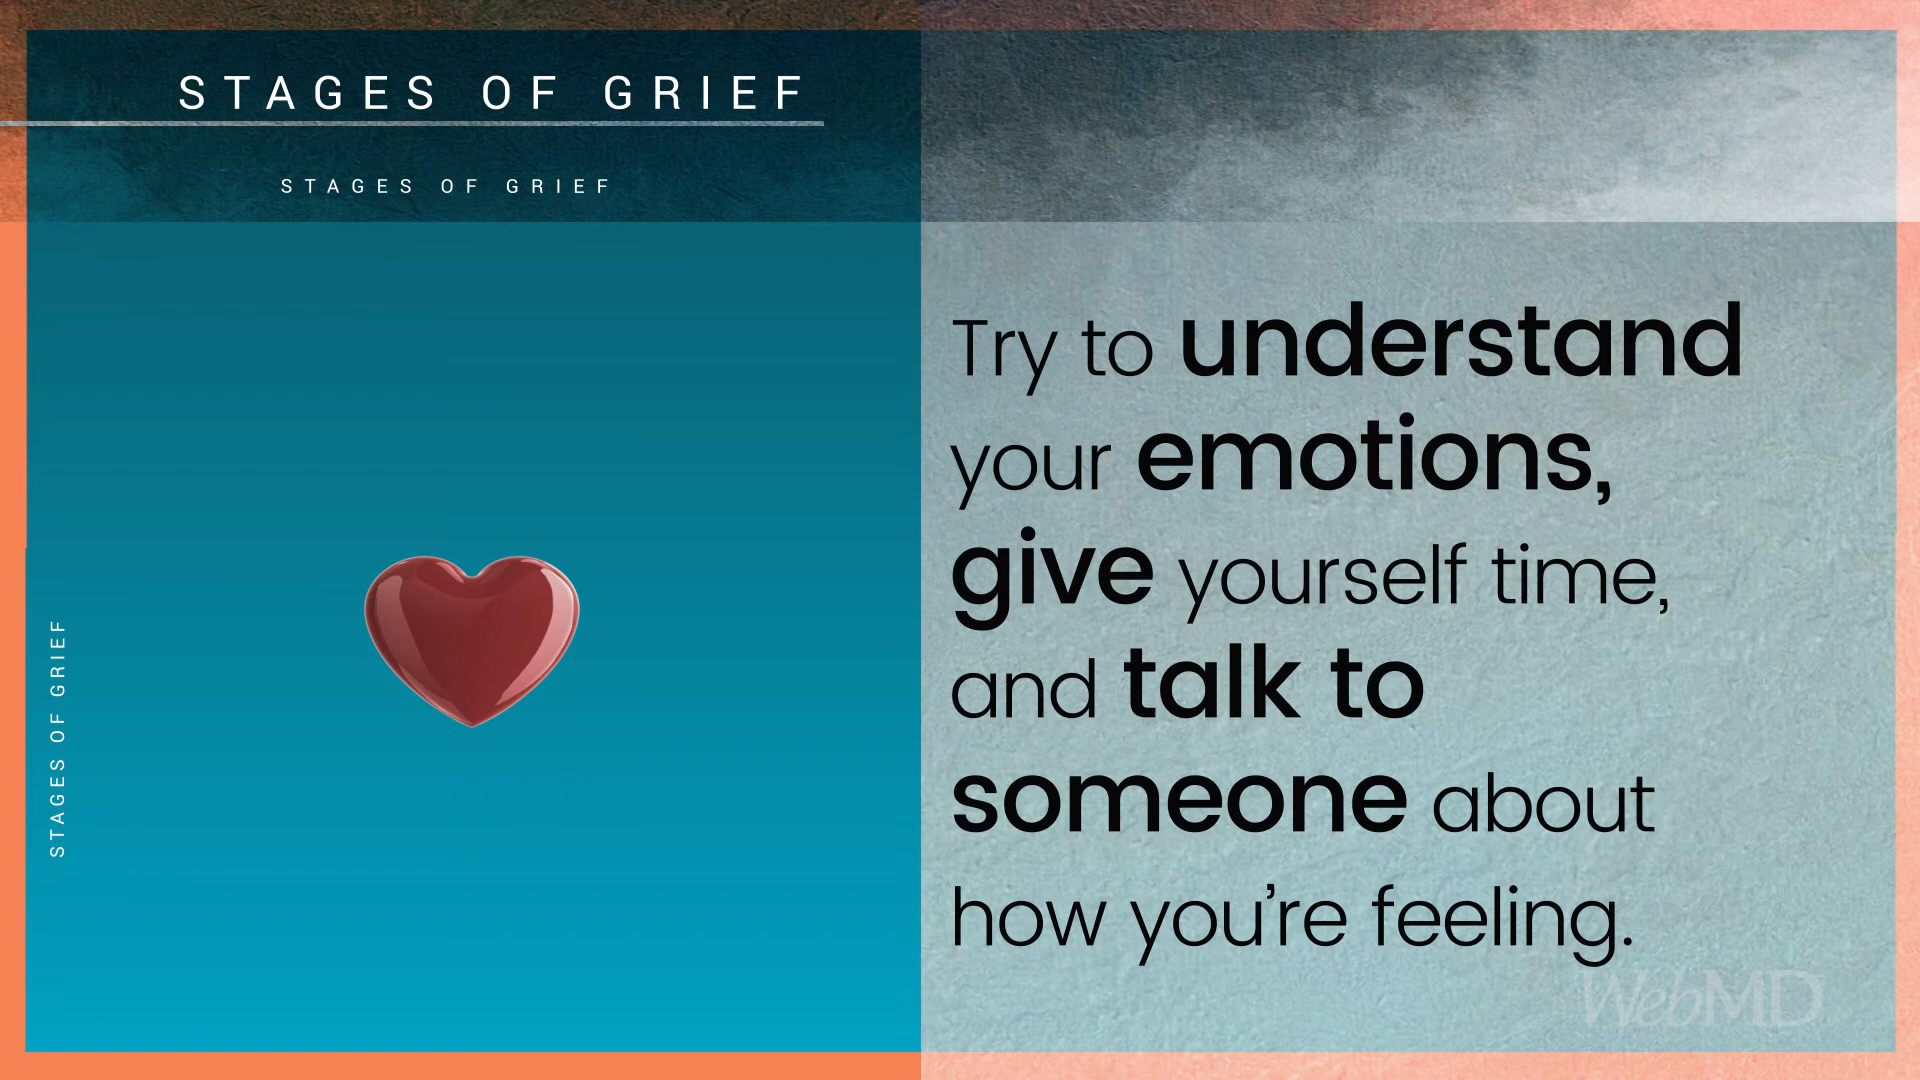 STAGES OF GRIEF
STAGES OF GRIEF
STAGES OF GRIEF
Try to understand
your emotions,
give yourself time,
and talk to
someone about
how you're feeling.
WebMD